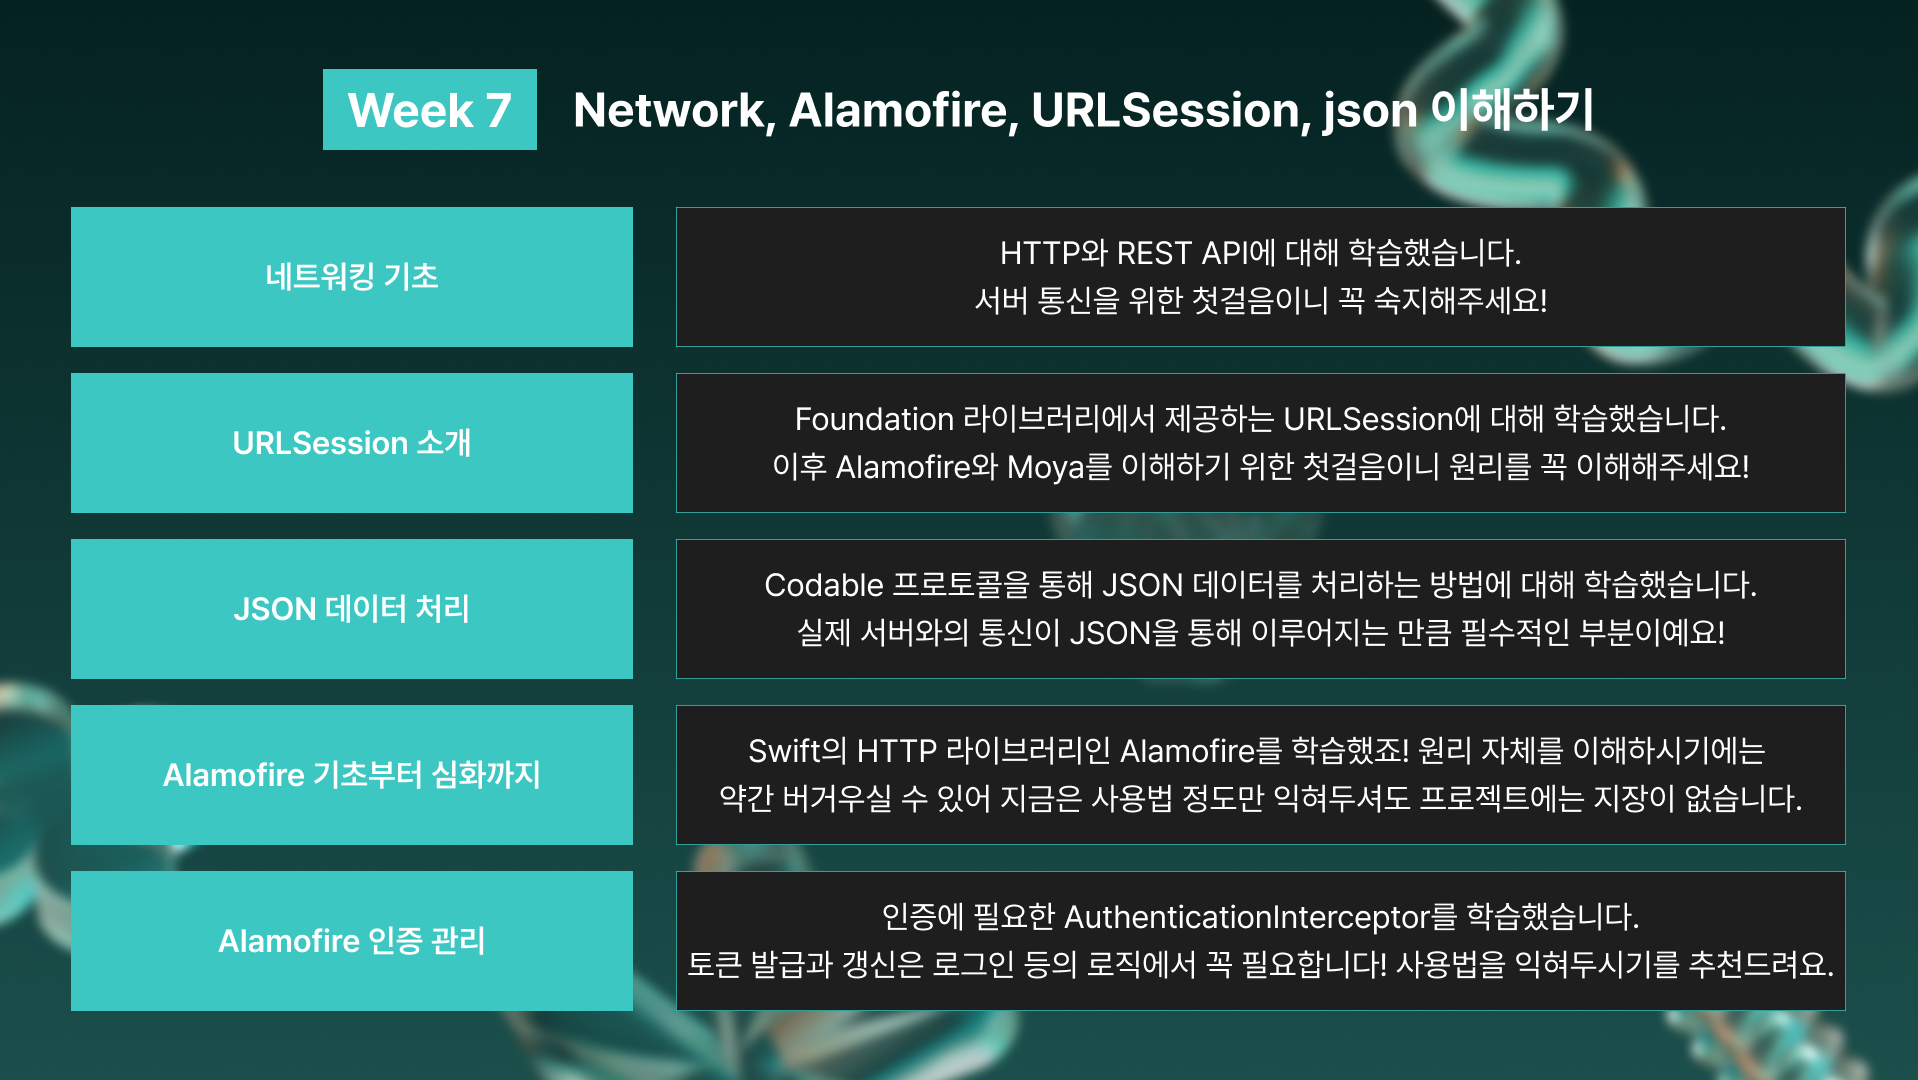 Week 7
Network, Alamofire, URLSession, json 이해하기
네트워킹 기초
HTTP와 REST API에 대해 학습했습니다.
서버 통신을 위한 첫걸음이니 꼭 숙지해주세요!
URLSession 소개
Foundation 라이브러리에서 제공하는 URLSession에 대해 학습했습니다.
이후 Alamofire와 Moya를 이해하기 위한 첫걸음이니 원리를 꼭 이해해주세요!
JSON 데이터 처리
Codable 프로토콜을 통해 JSON 데이터를 처리하는 방법에 대해 학습했습니다.
실제 서버와의 통신이 JSON을 통해 이루어지는 만큼 필수적인 부분이예요!
Alamofire 기초부터 심화까지
Swift의 HTTP 라이브러리인 Alamofire를 학습했죠! 원리 자체를 이해하시기에는
약간 버거우실 수 있어 지금은 사용법 정도만 익혀두셔도 프로젝트에는 지장이 없습니다.
Alamofire 인증 관리
인증에 필요한 AuthenticationInterceptor를 학습했습니다.
토큰 발급과 갱신은 로그인 등의 로직에서 꼭 필요합니다! 사용법을 익혀두시기를 추천드려요.